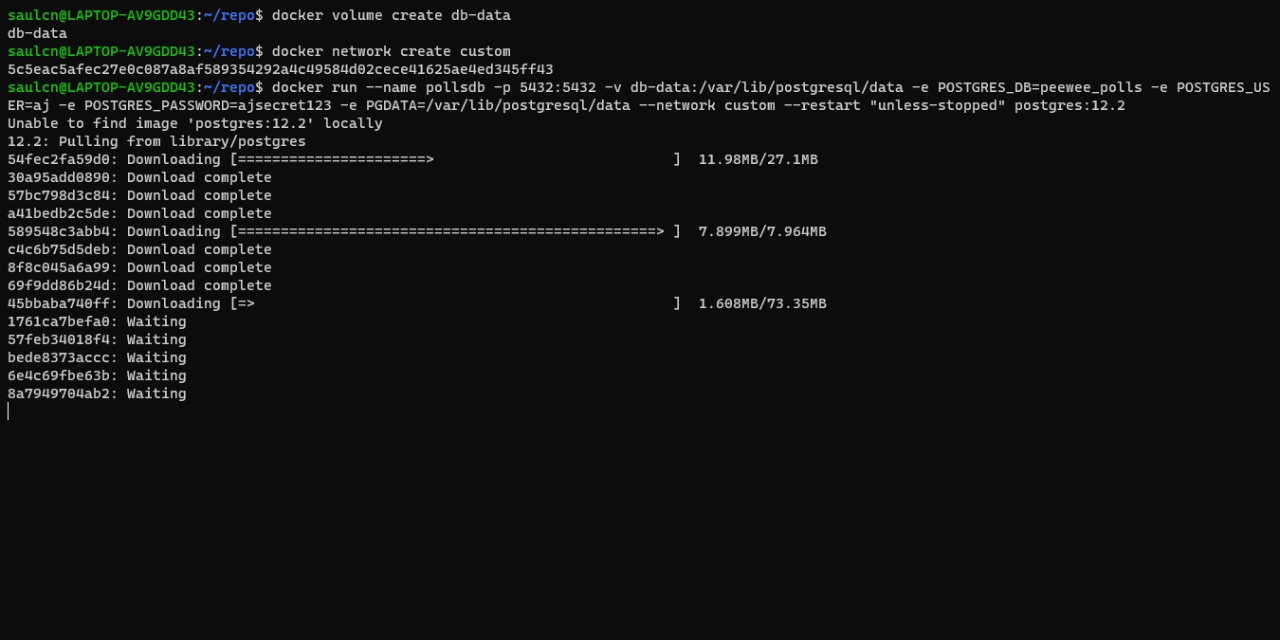 saulcn@LAPTOP-AV9GDD43:~/repo$ docker volume create db-data
db-data
saulcn@LAPTOP-AV9GDD43:~/repo$ docker network create custom
5c5eac5afec27e0c087a8af589354292a4c49584d02cece41625ae4ed345ff43
saulcn@LAPTOP-AV9GDD43:~/repo$ docker run --name pollsdb -p 5432:5432 -v db-data:/var/lib/postgresql/data -e POSTGRES_DB=peewee_polls -e POSTGRES_US
ER=aj -e POSTGRES_PASSWORD=ajsecret123 -e PGDATA=/var/lib/postgresql/data --network custom --restart "unless-stopped" postgres:12.2
Unable to find image 'postgres:12.2' locally
12.2: Pulling from library/postgres
54fec2fa59d0: Downloading [======================>                            ]  11.98MB/27.1MB
30a95add0890: Download complete
57bc798d3c84: Download complete
a41bedb2c5de: Download complete
589548c3abb4: Downloading [=================================================> ]  7.899MB/7.964MB
c4c6b75d5deb: Download complete
8f8c045a6a99: Download complete
69f9dd86b24d: Download complete
45bbaba740ff: Downloading [=>                                                 ]  1.608MB/73.35MB
1761ca7befa0: Waiting
57feb34018f4: Waiting
bede8373accc: Waiting
6e4c69fbe63b: Waiting
8a7949704ab2: Waiting